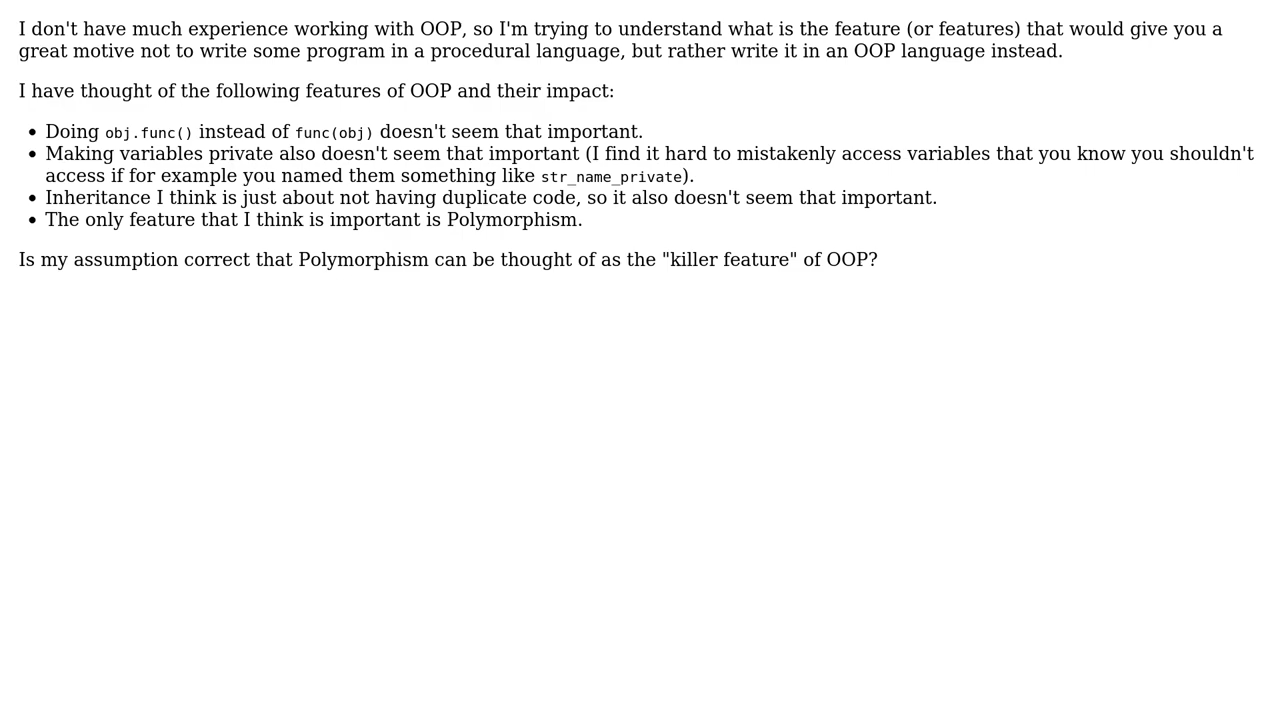 I don't have much experience working with OOP, so I'm trying to understand what is the feature (or features) that would give you a
great motive not to write some program in a procedural language, but rather write it in an OOP language instead.
I have thought of the following features of OOP and their impact:
• Doing obj.func() instead of func(obj) doesn't seem that important.
• Making variables private also doesn't seem that important (I find it hard to mistakenly access variables that you know you shouldn't
access if for example you named them something like str_name_private).
• Inheritance I think is just about not having duplicate code, so it also doesn't seem that important.
• The only feature that I think is important is Polymorphism.
Is my assumption correct that Polymorphism can be thought of as the "killer feature" of OOP?